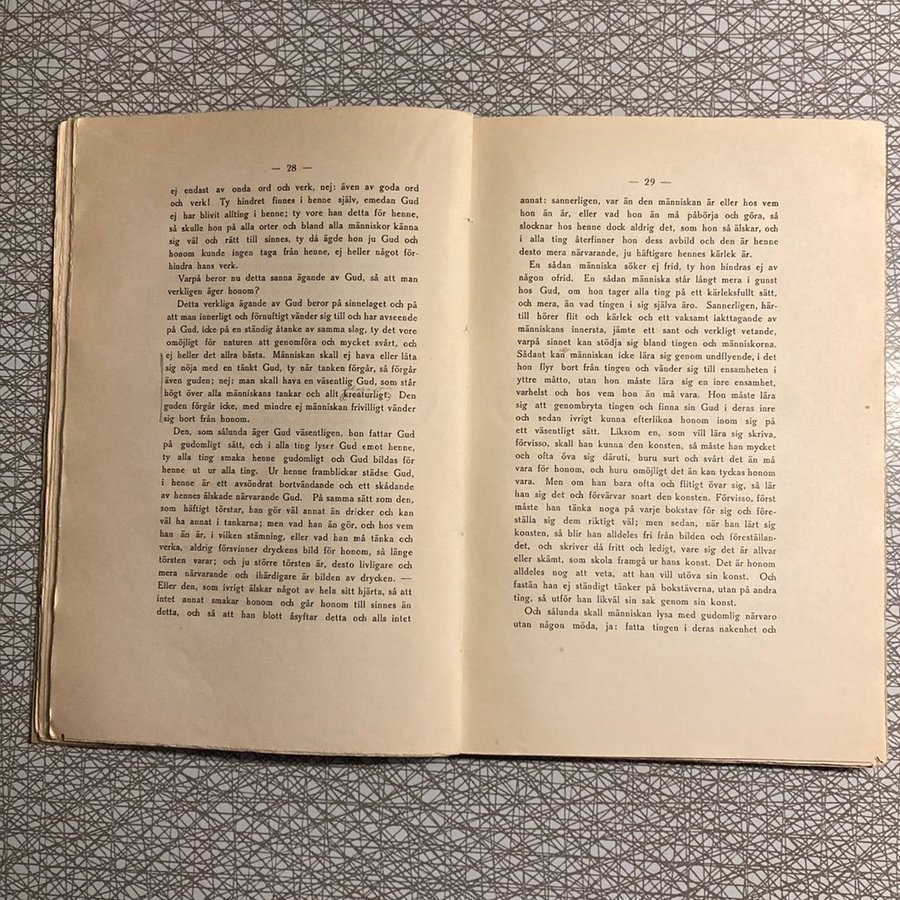 — 28 —
ej endast av onda ord och verk, nej: även av goda ord
och verk! Ty hindret finnes i henne själv, emedan Gud
ej har blivit allting i henne; ty vore han detta för henne,
så skulle hon på alla orter och bland alla människor känna
sig väl och rätt till sinnes, ty då ägde hon ju Gud och
honom kunde ingen taga från henne, ej heller något för-
hindra hans verk.
Varpå beror nu detta sanna ägande av Gud, så att man
verkligen äger honom?
Detta verkliga ägande av Gud beror på sinnelaget och på
att man innerligt och förnuftigt vänder sig till och har avseende
på Gud, icke på en ständig åtanke av samma slag, ty det vore
omöjligt för naturen att genomföra och mycket svårt, och
ej heller det allra bästa. Människan skall ej hava eller låta
sig nöja med en tänkt Gud, ty när tanken förgår, så förgår
även guden; nej: man skall hava en väsentlig Gud, som står
högt över alla människans tankar och allt kreaturligt. Den
guden förgår icke, med mindre ej människan frivilligt vänder
sig bort från honom.
Den, som sålunda äger Gud väsentligen, hon fattar Gud
på gudomligt sätt, och i alla ting lyser Gud emot henne,
ty alla ting smaka henne gudomligt och Gud bildas för
henne ut ur alla ting. Ur henne framblickar städse Gud,
i henne är ett avsöndrat bortvändande och ett skådande
av hennes älskade närvarande Gud. På samma sätt som den,
som häftigt törstar, han gör väl annat än dricker och kan
väl ha annat i tankarna; men vad han än gör, och hos vem
han än är, i vilken stämning, eller vad han må tänka och
verka, aldrig försvinner dryckens bild för honom, så länge
törsten varar; och ju större törsten är, desto livligare och
mera närvarande och ihärdigare är bilden av drycken. —
Eller den, som ivrigt älskar något av hela sitt hjärta, så att
intet annat smakar honom och går honom till sinnes än
detta, och så att han blott åsyftar detta och alls intet
— 29 —
annat: sannerligen, var än den människan är eller hos vem
hon än är, eller vad hon än må påbörja och göra, så
slocknar hos henne dock aldrig det, som hon så älskar, och
i alla ting återfinner hon dess avbild och den är henne
desto mera närvarande, ju häftigare hennes kärlek är.
En sådan människa söker ej frid, ty hon hindras ej av
någon ofrid. En sådan människa står långt mera i gunst
hos Gud, om hon tager alla ting på ett kärleksfullt sätt,
och mera, än vad tingen i sig själva äro. Sannerligen, här-
till hörer flit och kärlek och ett vaksamt iakttagande av
människans innersta, jämte ett sant och verkligt vetande,
varpå sinnet kan stödja sig bland tingen och människorna.
Sådant kan människan icke lära sig genom undflyende, i det
hon flyr bort från tingen och vänder sig till ensamheten i
yttre måtto, utan hon måste lära sig en inre ensamhet,
varhelst och hos vem hon än må vara. Hon måste lära
sig att genombryta tingen och finna sin Gud i deras inre
och sedan ivrigt kunna efterlikna honom inom sig på
ett väsentligt sätt. Liksom en, som vill lära sig skriva,
förvisso, skall han kunna den konsten, så måste han mycket
och ofta öva sig däruti, huru surt och svårt det än må
vara för honom, och huru omöjligt det än kan tyckas honom
vara. Men om han bara ofta och flitigt övar sig, så lär
han sig det och förvärvar snart den konsten. Förvisso, först
måste han tänka noga på varje bokstav för sig och före-
ställa sig dem riktigt väl; men sedan, när han lärt sig
konsten, så blir han alldeles fri från bilden och föreställan-
det, och skriver då fritt och ledigt, vare sig det är allvar
eller skämt, som skola framgå ur hans konst. Det är honom
alldeles nog att veta, att han vill utöva sin konst. Och
fastän han ej ständigt tänker på bokstäverna, utan på andra
ting, så utför han likväl sin sak genom sin konst.
Och sålunda skall människan lysa med gudomlig närvaro
utan någon möda, ja: fatta tingen i deras nakenhet och